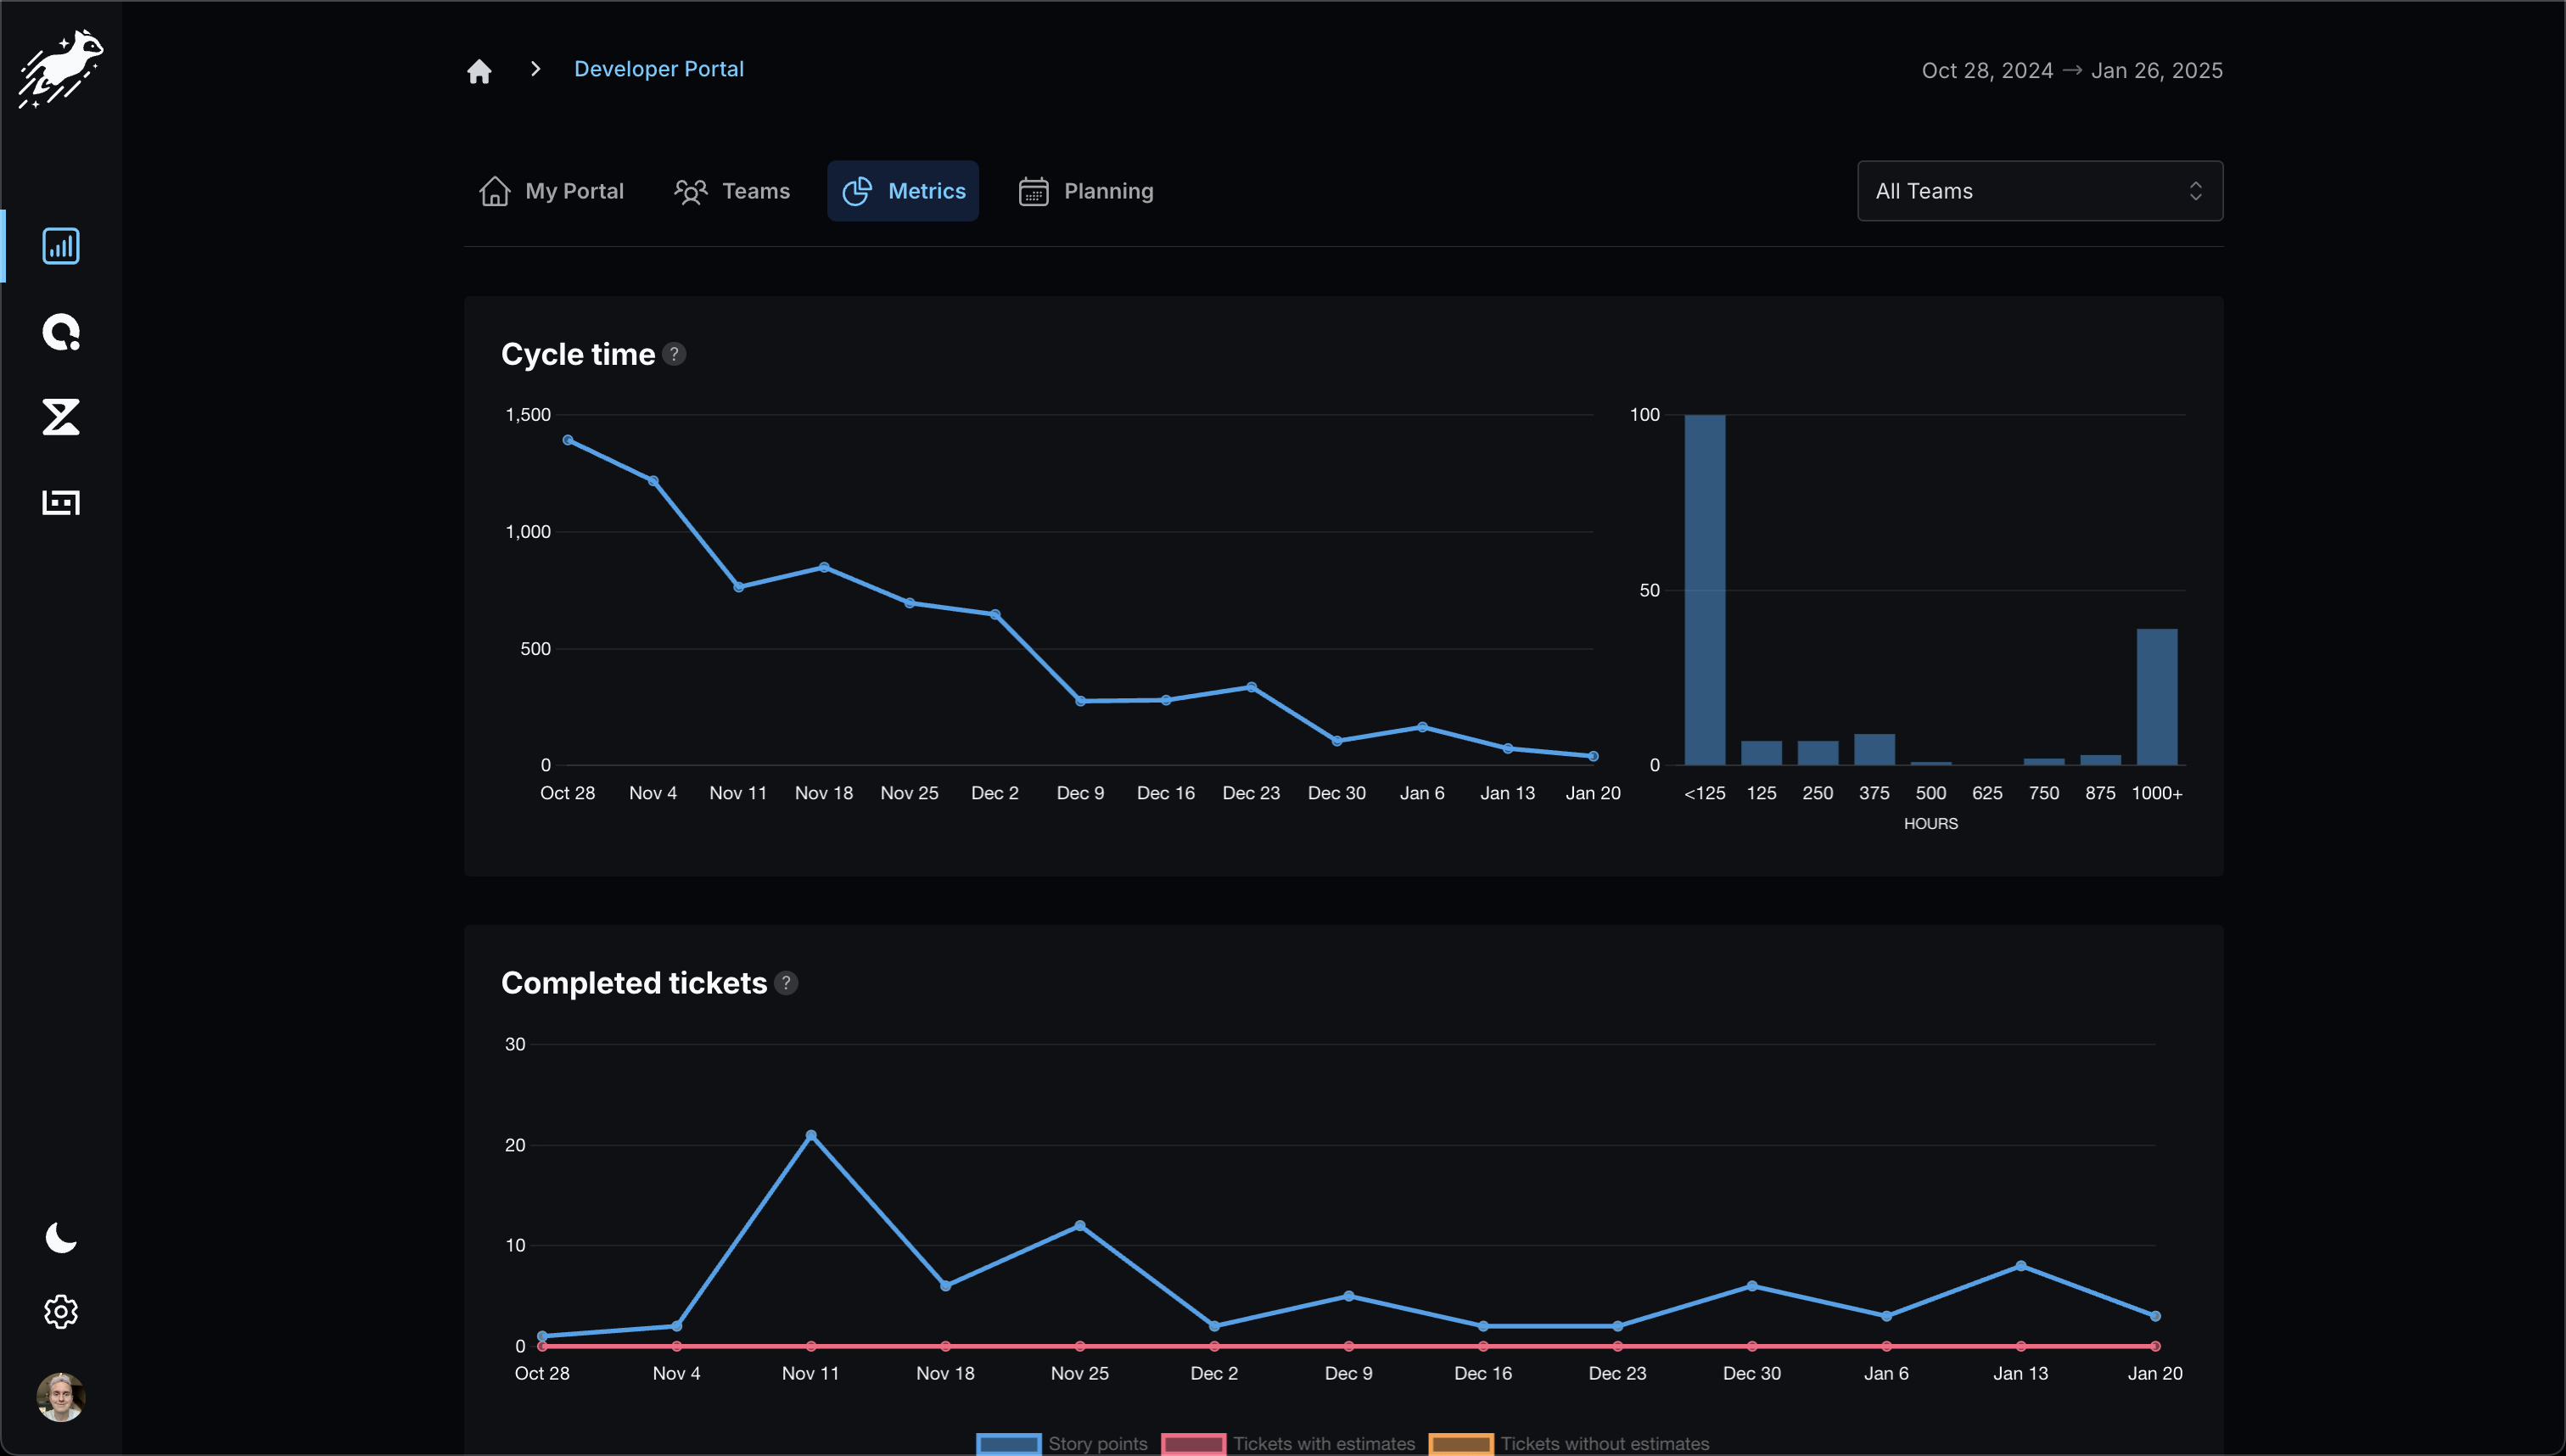 Developer Portal
Oct 28, 2024 → Jan 26, 2025
My Portal
Teams
Metrics
Planning
All Teams
Cycle time ?
1,500
1,000
500
0
Oct 28 Nov 4 Nov 11 Nov 18 Nov 25 Dec 2 Dec 9 Dec 16 Dec 23 Dec 30 Jan 6 Jan 13 Jan 20
100
50
0
<125 125 250 375 500 625 750 875 1000+
HOURS
Completed tickets ?
30
20
10
0
Oct 28 Nov 4 Nov 11 Nov 18 Nov 25 Dec 2 Dec 9 Dec 16 Dec 23 Dec 30 Jan 6 Jan 13 Jan 20
Story points Tickets with estimates Tickets without estimates